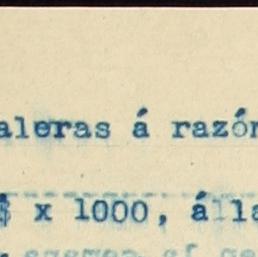 aleras á razón
$ x 1000, á la